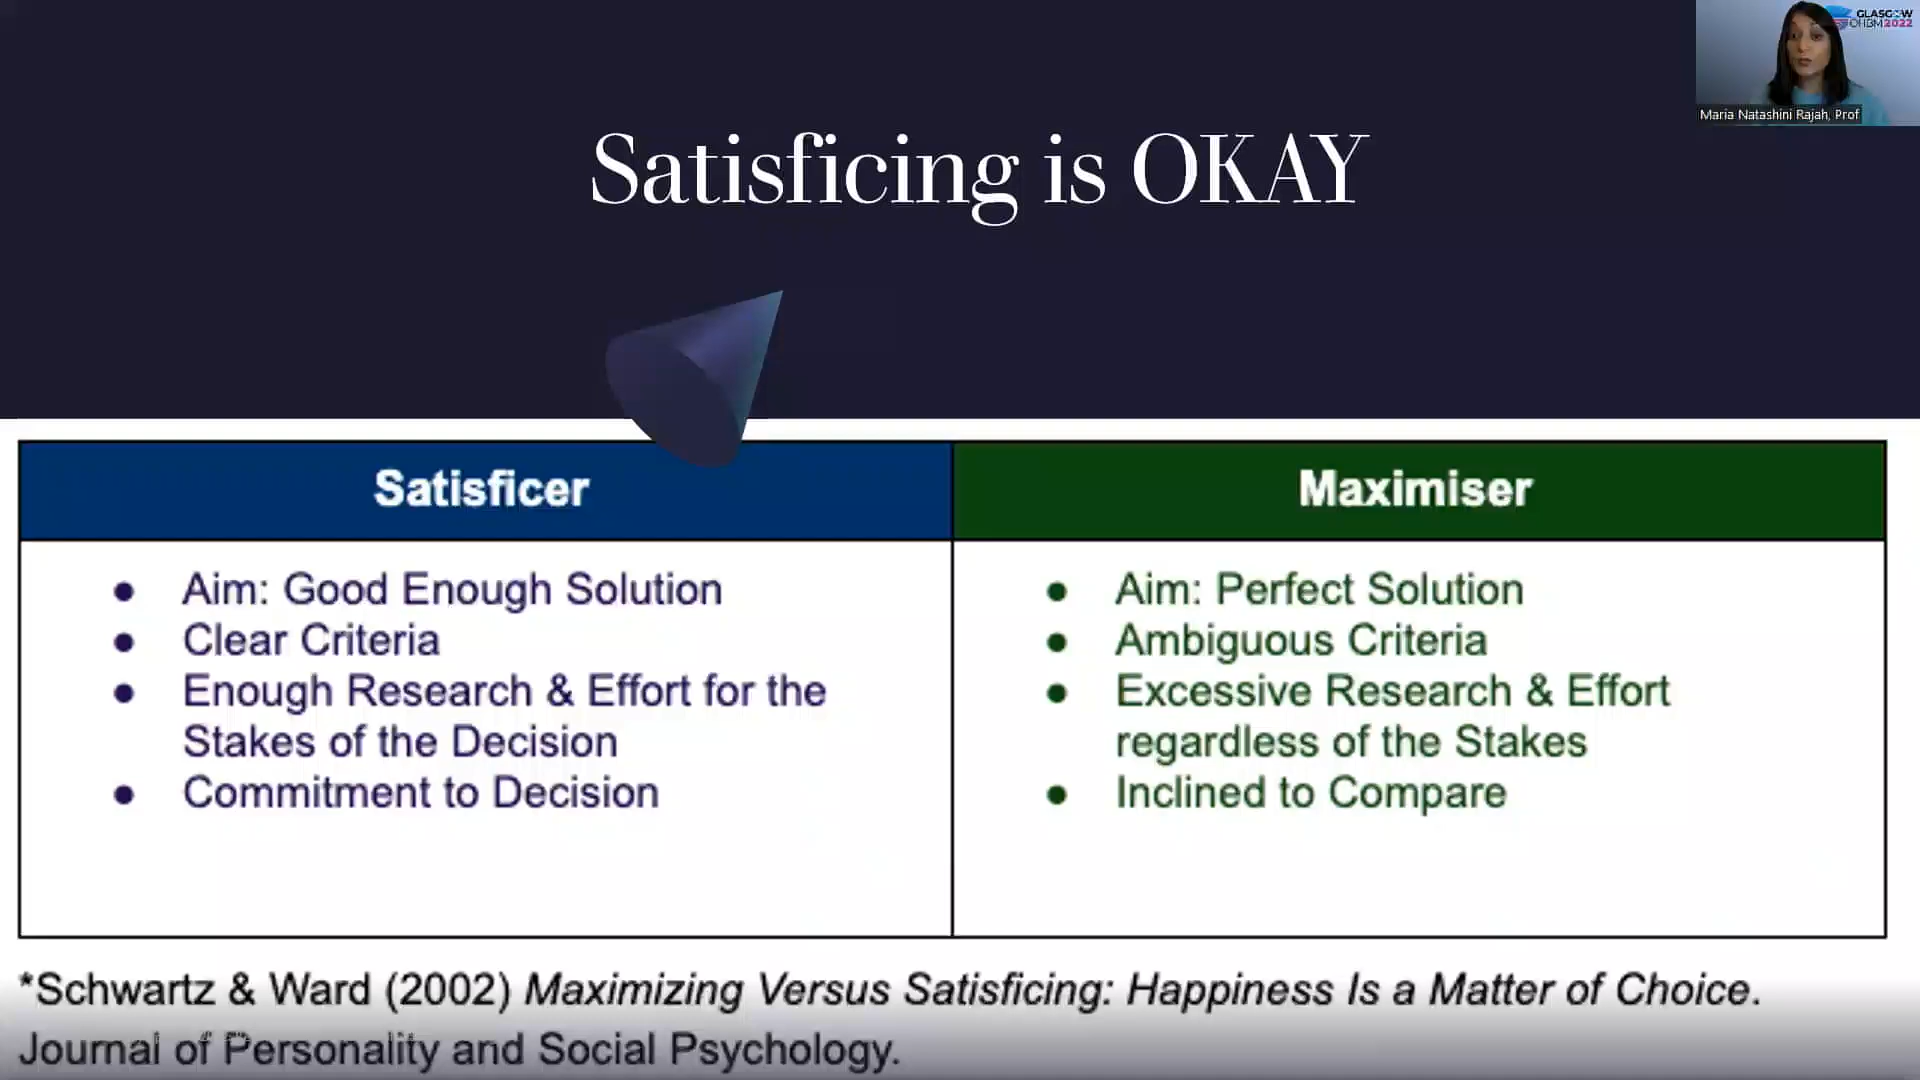 GLASGOW
OHBM2022
Maria Natashini Rajah, Prof
Satisficing is OKAY
Satisficer
Aim: Good Enough Solution
Clear Criteria
Enough Research & Effort for the
Stakes of the Decision
Commitment to Decision
Maximiser
Aim: Perfect Solution
Ambiguous Criteria
Excessive Research & Effort
regardless of the Stakes
Inclined to Compare
*Schwartz & Ward (2002) Maximizing Versus Satisficing: Happiness Is a Matter of Choice.
Journal of Personality and Social Psychology.